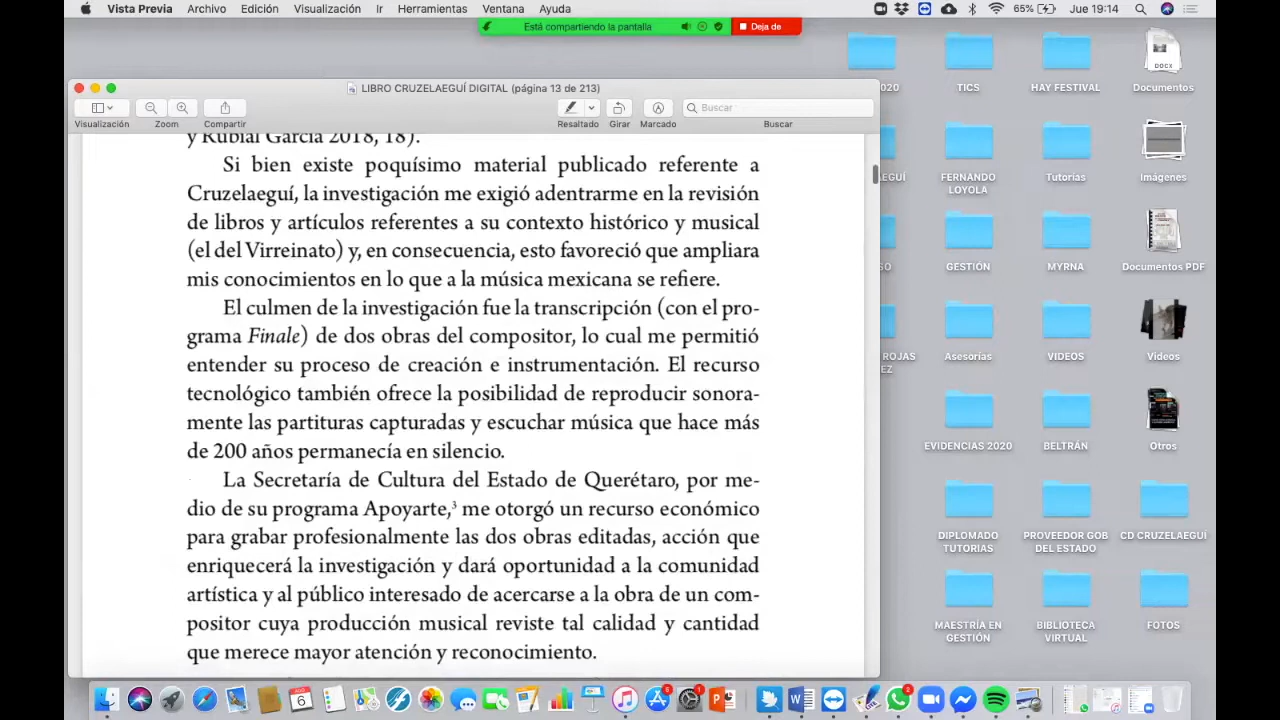 Vista Previa Archivo Edición Visualización Ir Herramientas Ventana Ayuda 65% Jue 19:14
Está compartiendo la pantalla Deja de
LIBRO CRUZELAEGUÍ DIGITAL (página 13 de 213)
Buscar
Visualización Zoom Compartir Resaltado Girar Marcado Buscar
y Rubial García 2018, 18).
Si bien existe poquísimo material publicado referente a
Cruzelaeguí, la investigación me exigió adentrarme en la revisión
de libros y artículos referentes a su contexto histórico y musical
(el del Virreinato) y, en consecuencia, esto favoreció que ampliara
mis conocimientos en lo que a la música mexicana se refiere.
El culmen de la investigación fue la transcripción (con el pro-
grama Finale) de dos obras del compositor, lo cual me permitió
entender su proceso de creación e instrumentación. El recurso
tecnológico también ofrece la posibilidad de reproducir sonora-
mente las partituras capturadas y escuchar música que hace más
de 200 años permanecía en silencio.
La Secretaría de Cultura del Estado de Querétaro, por me-
dio de su programa Apoyarte,³ me otorgó un recurso económico
para grabar profesionalmente las dos obras editadas, acción que
enriquecerá la investigación y dará oportunidad a la comunidad
artística y al público interesado de acercarse a la obra de un com-
positor cuya producción musical reviste tal calidad y cantidad
que merece mayor atención y reconocimiento.
2020 TICS HAY FESTIVAL Documentos
DOCX
FERNANDO
LOYOLA
Tutorías
Imágenes
GESTIÓN MYRNA Documentos PDF
ROJAS
Asesorías VIDEOS Videos
EVIDENCIAS 2020 BELTRÁN Otros
DIPLOMADO
TUTORIAS
PROVEEDOR GOB
DEL ESTADO
CD CRUZELAEGUÍ
MAESTRÍA EN
GESTIÓN
BIBLIOTECA
VIRTUAL
FOTOS
6